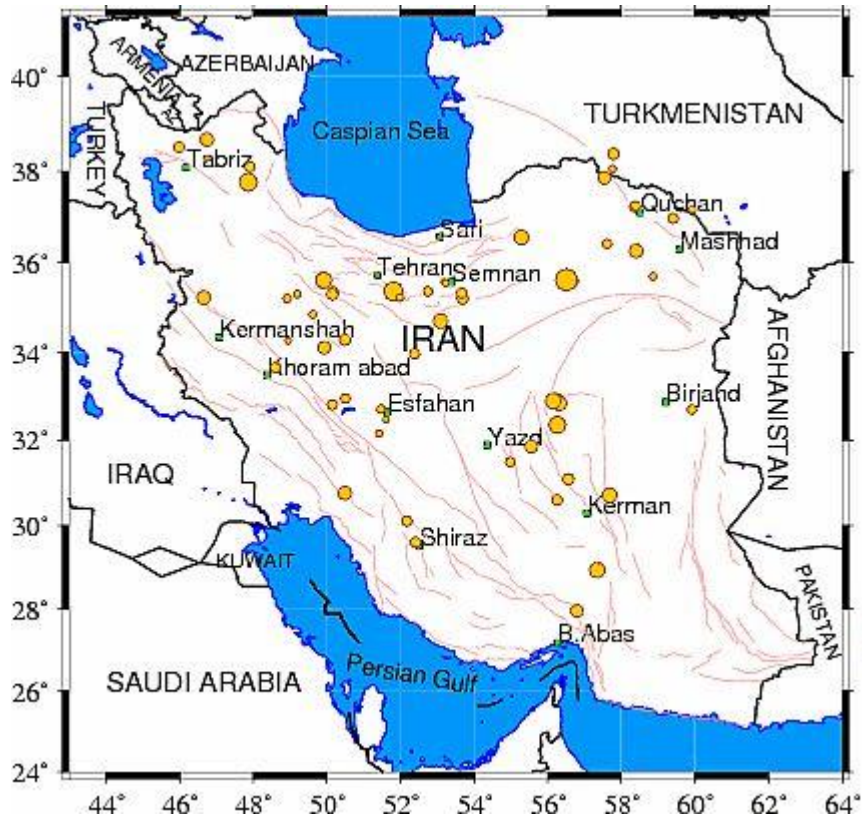 40°
38°
36°
34°
32°
30°
28°
26°
24°
44° 46° 48° 50° 52° 54° 56° 58° 60° 62° 64°
ARMENIA
AZERBAIJAN
TURKEY
Caspian Sea
TURKMENISTAN
Tabriz
Quchan
Sari
Mashhad
Tehran
Semnan
Kermanshah
IRAN
AFGHANISTAN
Khoram abad
Birjand
Esfahan
Yazd
IRAQ
Kerman
Shiraz
KUWAIT
PAKISTAN
B.Abas
Persian Gulf
SAUDI ARABIA